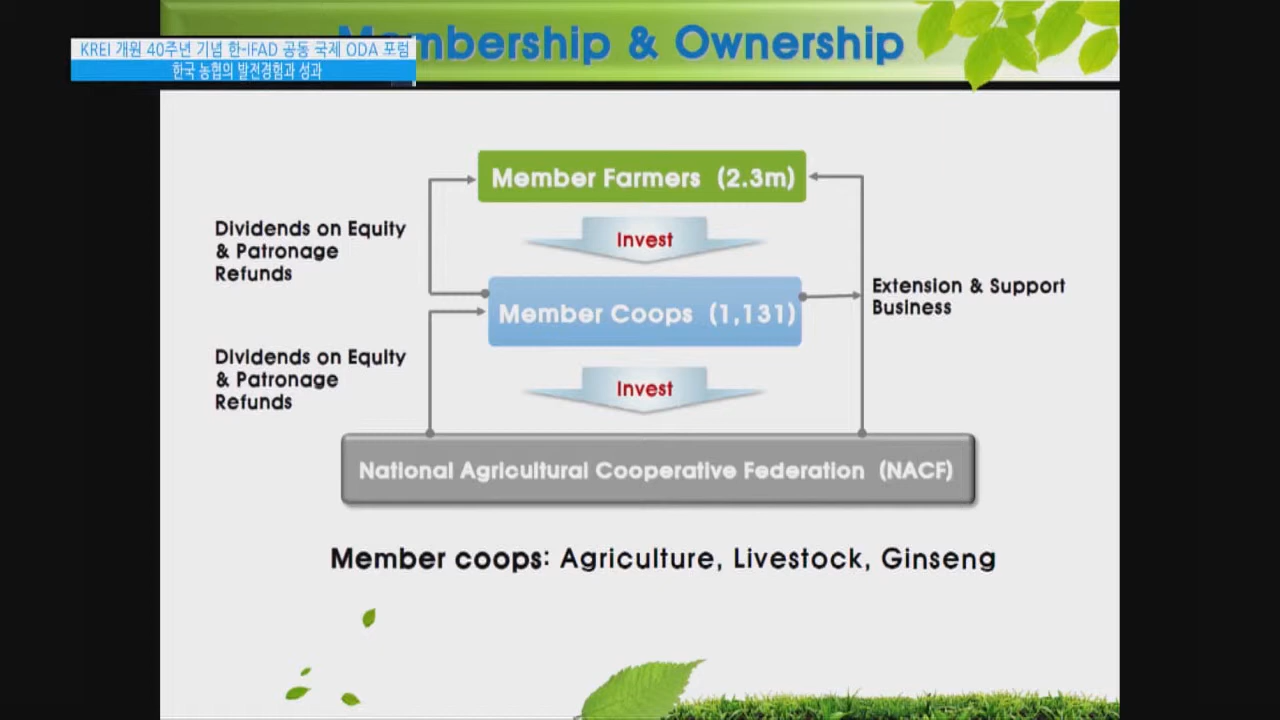 KREI 개원 40주년 기념 한-IFAD 공동 국제 ODA 포럼
한국 농협의 발전경험과 성과
mbership & Ownership
Member Farmers (2.3m)
Dividends on Equity
& Patronage
Refunds
Invest
Member Coops (1,131)
Extension & Support
Business
Dividends on Equity
& Patronage
Refunds
Invest
National Agricultural Cooperative Federation (NACF)
Member coops: Agriculture, Livestock, Ginseng